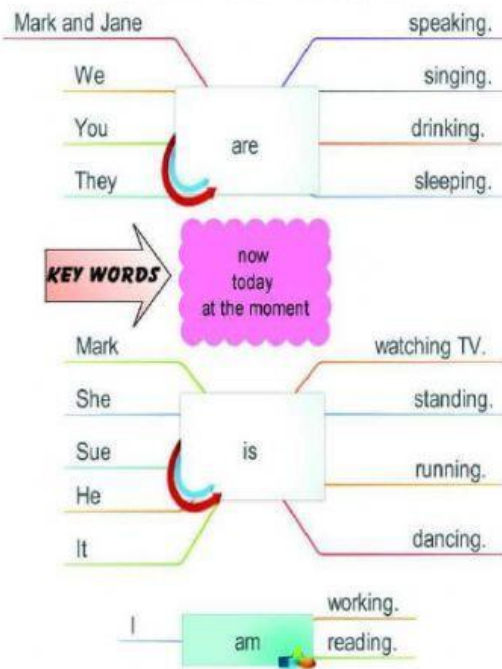 Mark and Jane
We
You
They
are
speaking.
singing.
drinking.
sleeping.
KEY WORDS
now
today
at the moment
Mark
She
Sue
He
It
is
watching TV.
standing.
running.
dancing.
I
am
working.
reading.